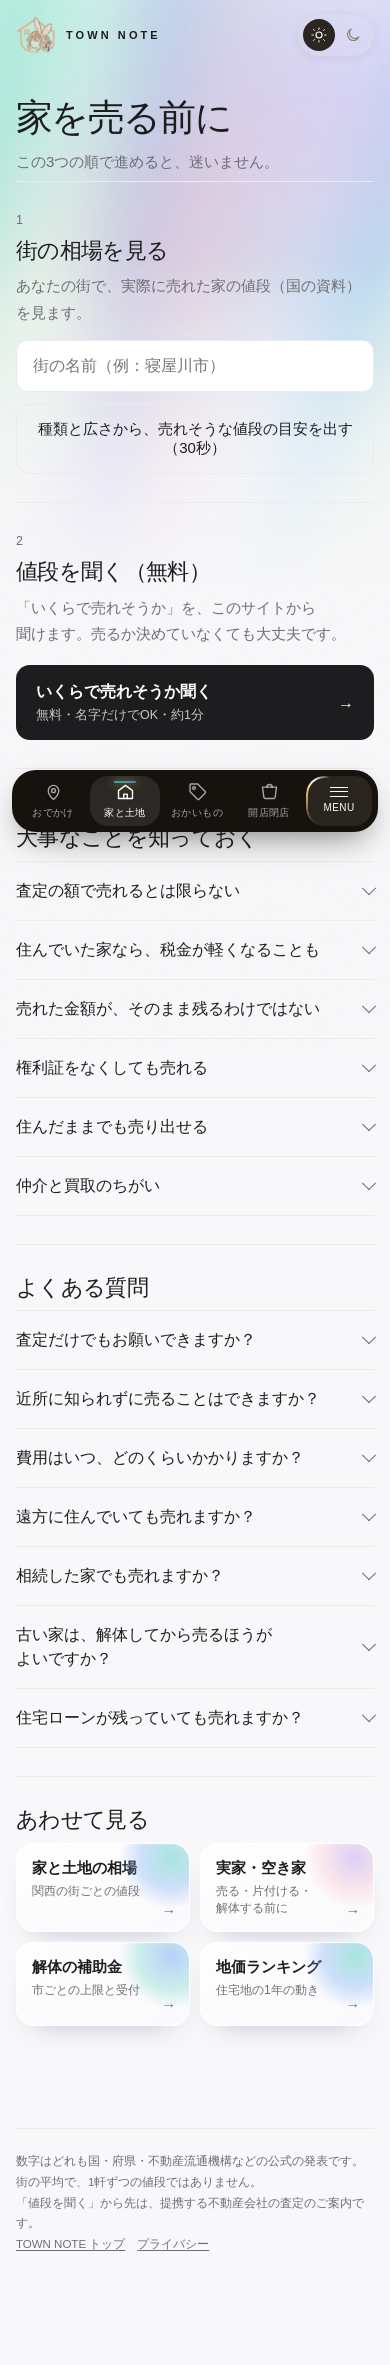 TOWN NOTE
家を売る前に
この3つの順で進めると、迷いません。
1
街の相場を見る
あなたの街で、実際に売れた家の値段（国の資料）
を見ます。
街の名前（例：寝屋川市）
種類と広さから、売れそうな値段の目安を出す
（30秒）
2
値段を聞く（無料）
「いくらで売れそうか」を、このサイトから
聞けます。売るか決めていなくても大丈夫です。
いくらで売れそうか聞く
無料・名字だけでOK・約1分
→
おでかけ
家と土地
おかいもの
開店閉店
MENU
大事なことを知っておく
査定の額で売れるとは限らない
住んでいた家なら、税金が軽くなることも
売れた金額が、そのまま残るわけではない
権利証をなくしても売れる
住んだままでも売り出せる
仲介と買取のちがい
よくある質問
査定だけでもお願いできますか？
近所に知られずに売ることはできますか？
費用はいつ、どのくらいかかりますか？
遠方に住んでいても売れますか？
相続した家でも売れますか？
古い家は、解体してから売るほうが
よいですか？
住宅ローンが残っていても売れますか？
あわせて見る
家と土地の相場
関西の街ごとの値段
→
実家・空き家
売る・片付ける・
解体する前に
→
解体の補助金
市ごとの上限と受付
→
地価ランキング
住宅地の1年の動き
→
数字はどれも国・府県・不動産流通機構などの公式の発表です。
街の平均で、1軒ずつの値段ではありません。
「値段を聞く」から先は、提携する不動産会社の査定のご案内で
す。
TOWN NOTE トップ プライバシー